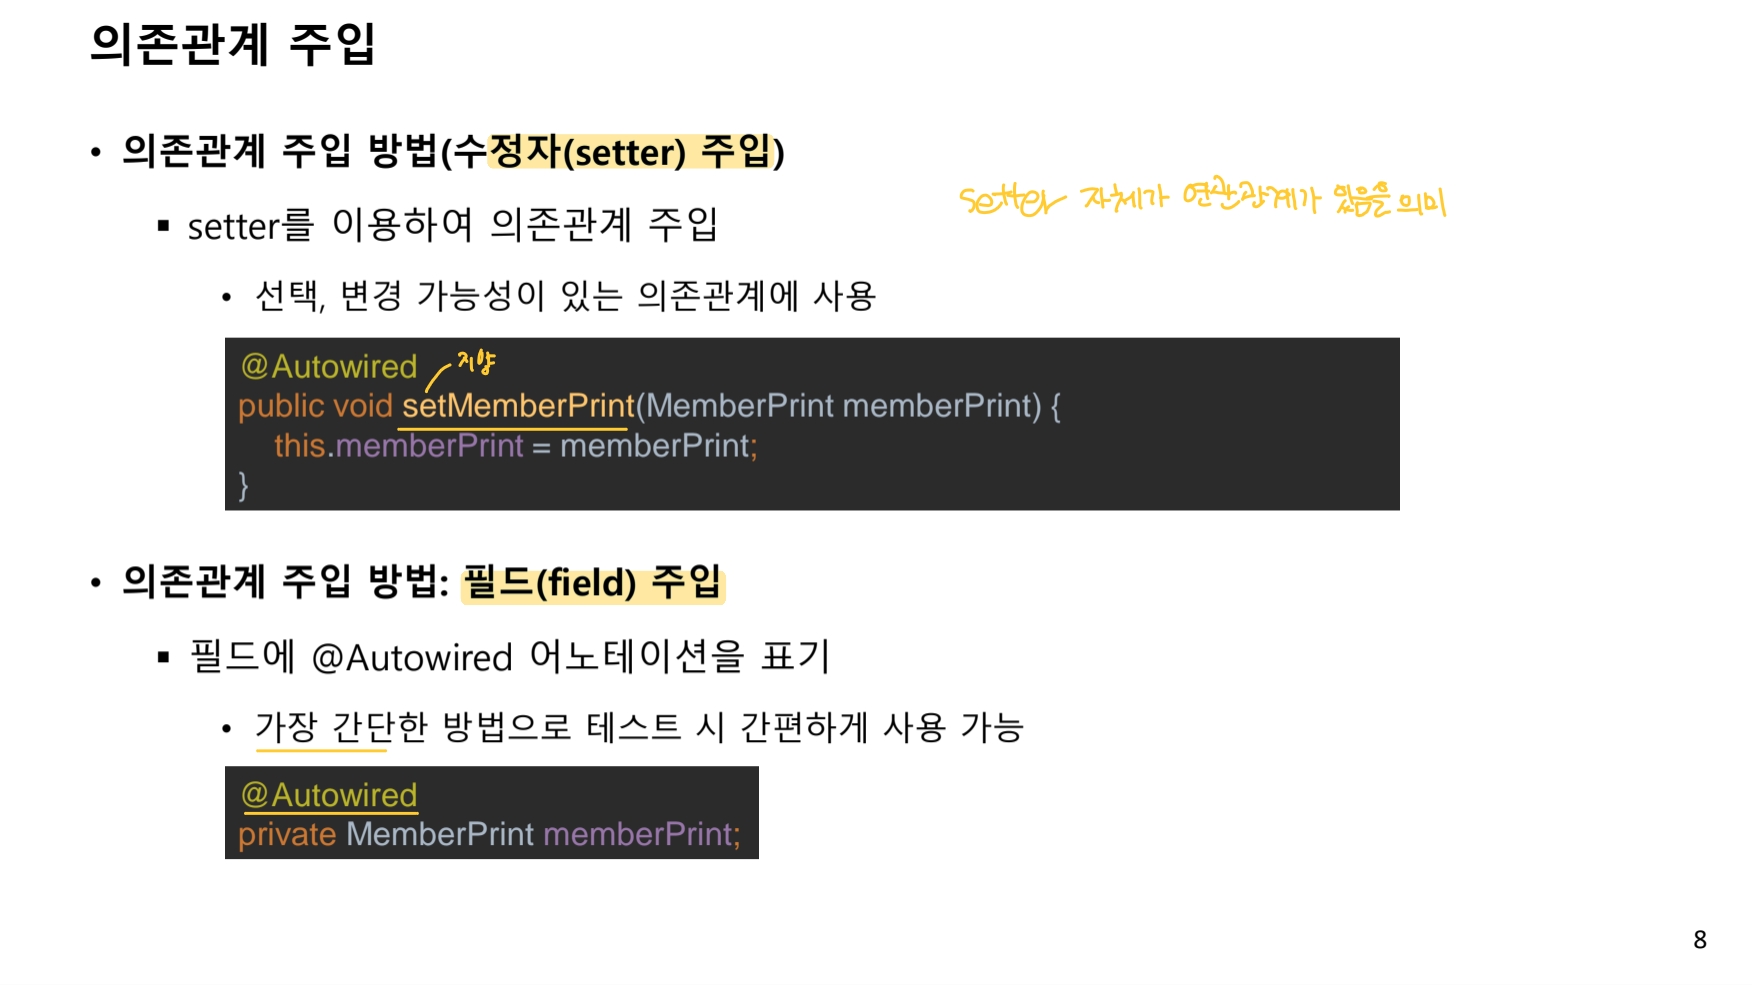 의존관계 주입
• 의존관계 주입 방법(수정자(setter) 주입)
setter 자체가 연관관계가 있음을 의미
▪ setter를 이용하여 의존관계 주입
• 선택, 변경 가능성이 있는 의존관계에 사용
@Autowired
지양
public void setMemberPrint(MemberPrint memberPrint) {
this.memberPrint = memberPrint;
}
• 의존관계 주입 방법: 필드(field) 주입
▪ 필드에 @Autowired 어노테이션을 표기
• 가장 간단한 방법으로 테스트 시 간편하게 사용 가능
@Autowired
private MemberPrint memberPrint;
8